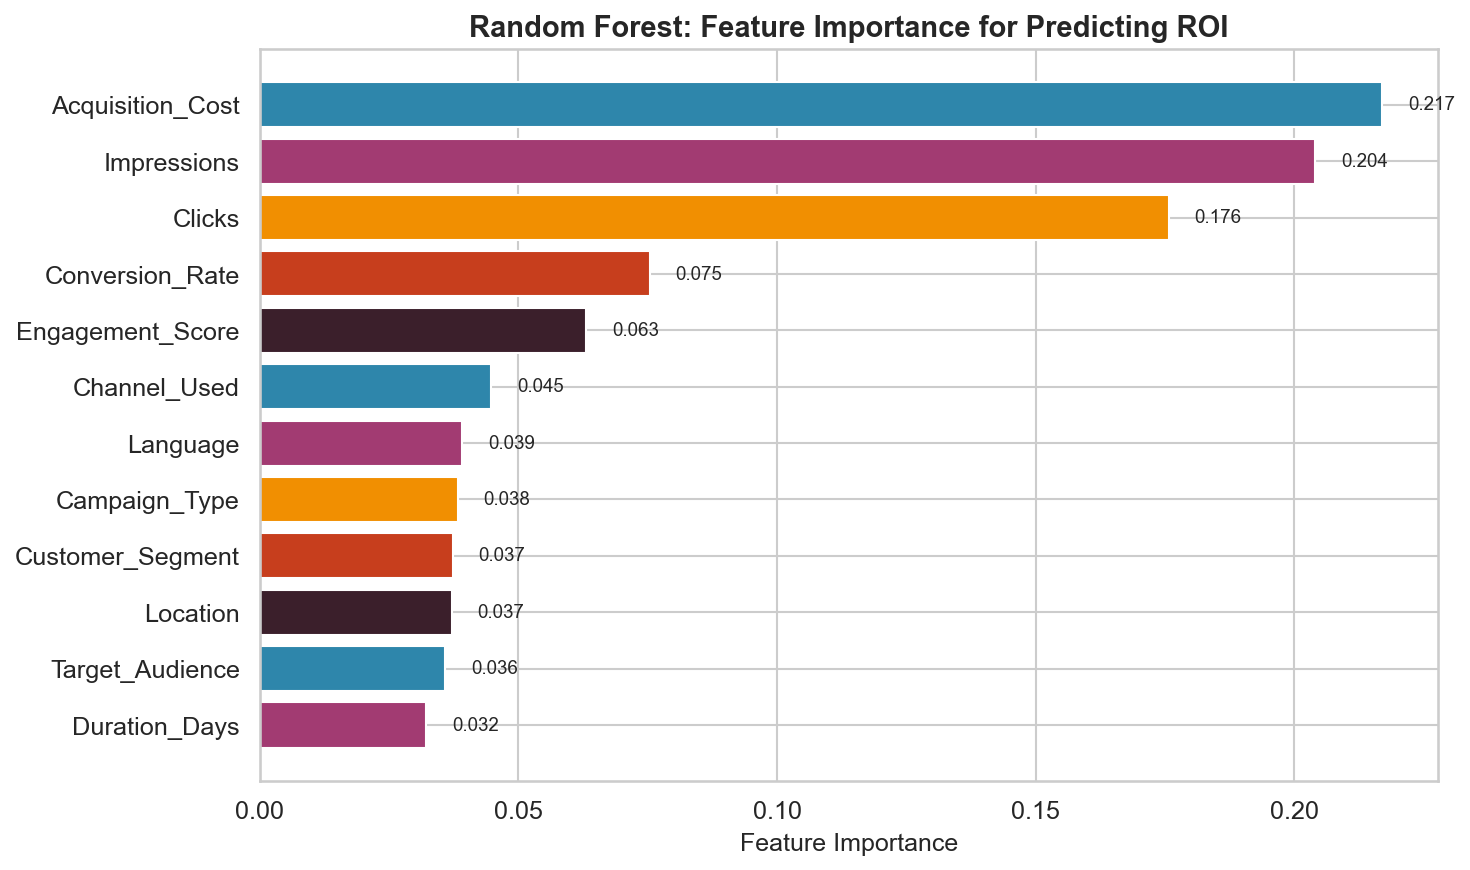 Random Forest: Feature Importance for Predicting ROI
Acquisition_Cost 0.217
Impressions 0.204
Clicks 0.176
Conversion_Rate 0.075
Engagement_Score 0.063
Channel_Used 0.045
Language 0.039
Campaign_Type 0.038
Customer_Segment 0.037
Location 0.037
Target_Audience 0.036
Duration_Days 0.032
0.00 0.05 0.10 0.15 0.20
Feature Importance